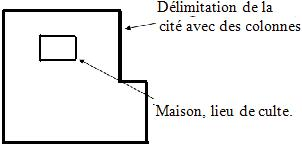 Délimitation de la
cité avec des colonnes
Maison, lieu de culte.